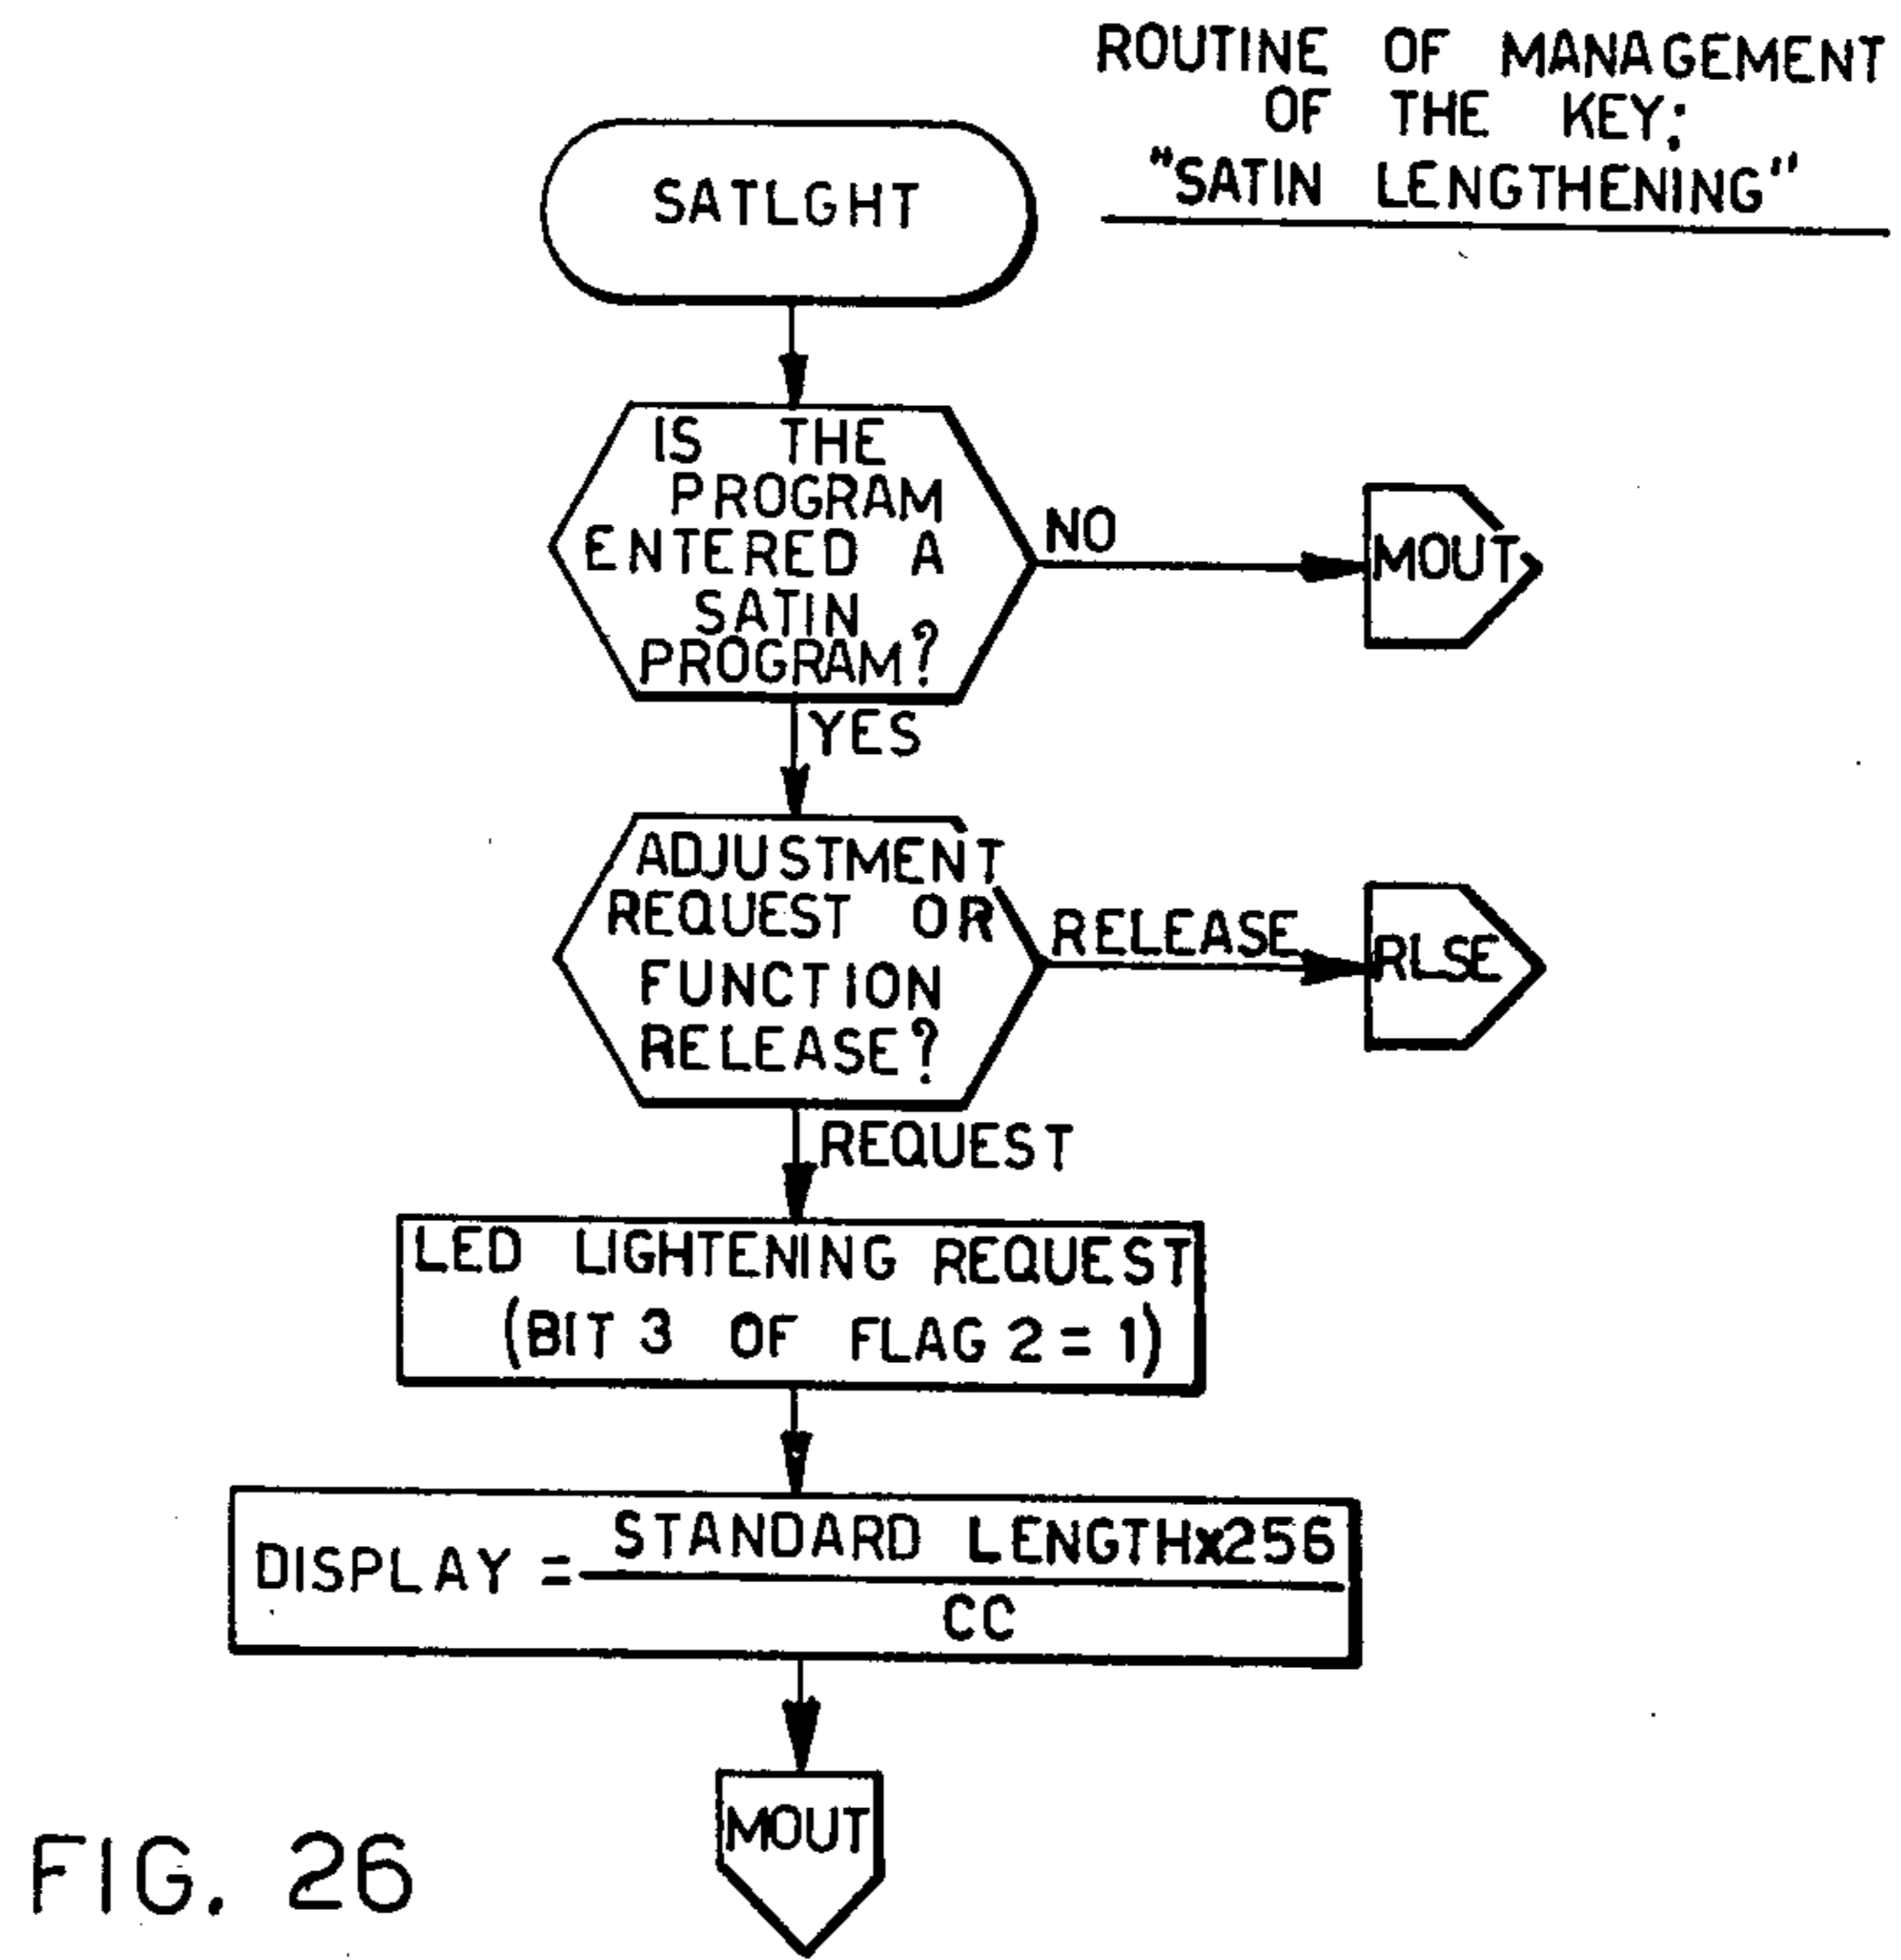 ROUTINE OF MANAGEMENT
OF THE KEY:
"SATIN LENGTHENING"
SATLGHT
IS THE
PROGRAM
ENTERED A
SATIN
PROGRAM?
NO
MOUT
YES
ADJUSTMENT
REQUEST OR
FUNCTION
RELEASE?
RELEASE
RLSE
REQUEST
LED LIGHTENING REQUEST
(BIT 3 OF FLAG 2 = 1)
DISPLAY = STANDARD LENGTH x 256
CC
MOUT
FIG. 26